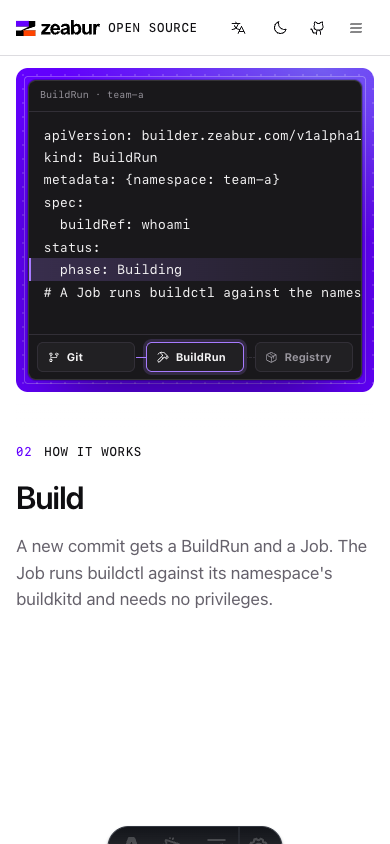 zeabur OPEN SOURCE
BuildRun · team-a
apiVersion: builder.zeabur.com/v1alpha1
kind: BuildRun
metadata: {namespace: team-a}
spec:
buildRef: whoami
status:
phase: Building
# A Job runs buildctl against the names
Git
BuildRun
Registry
02 HOW IT WORKS
Build
A new commit gets a BuildRun and a Job. The
Job runs buildctl against its namespace's
buildkitd and needs no privileges.